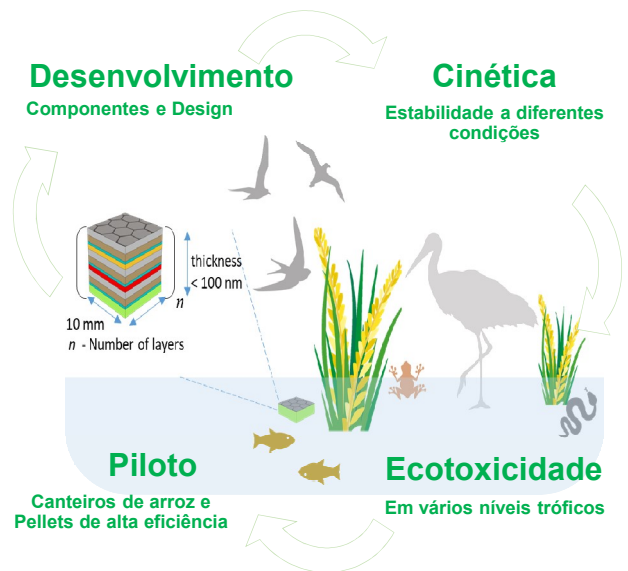 Desenvolvimento
Componentes e Design
Cinética
Estabilidade a diferentes
condições
thickness
< 100 nm
n
10 mm
n - Number of layers
Piloto
Canteiros de arroz e
Pellets de alta eficiência
Ecotoxicidade
Em vários níveis tróficos